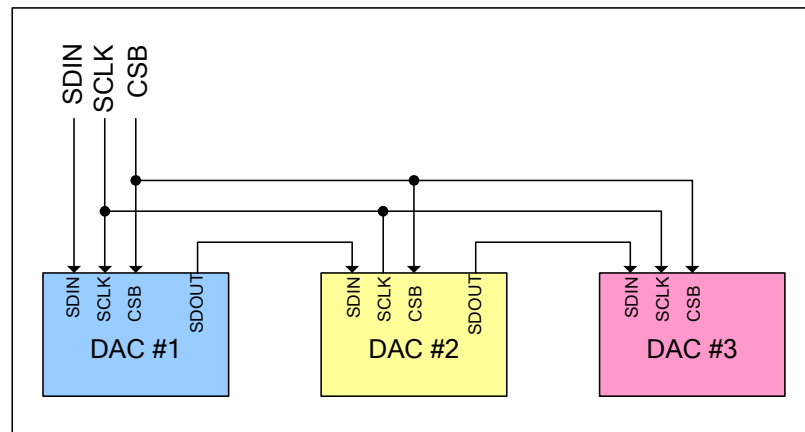 SDIN
SCLK
CSB
SDIN
SCLK
CSB
SDOUT
DAC #1
SDIN
SCLK
CSB
SDOUT
DAC #2
SDIN
SCLK
CSB
DAC #3